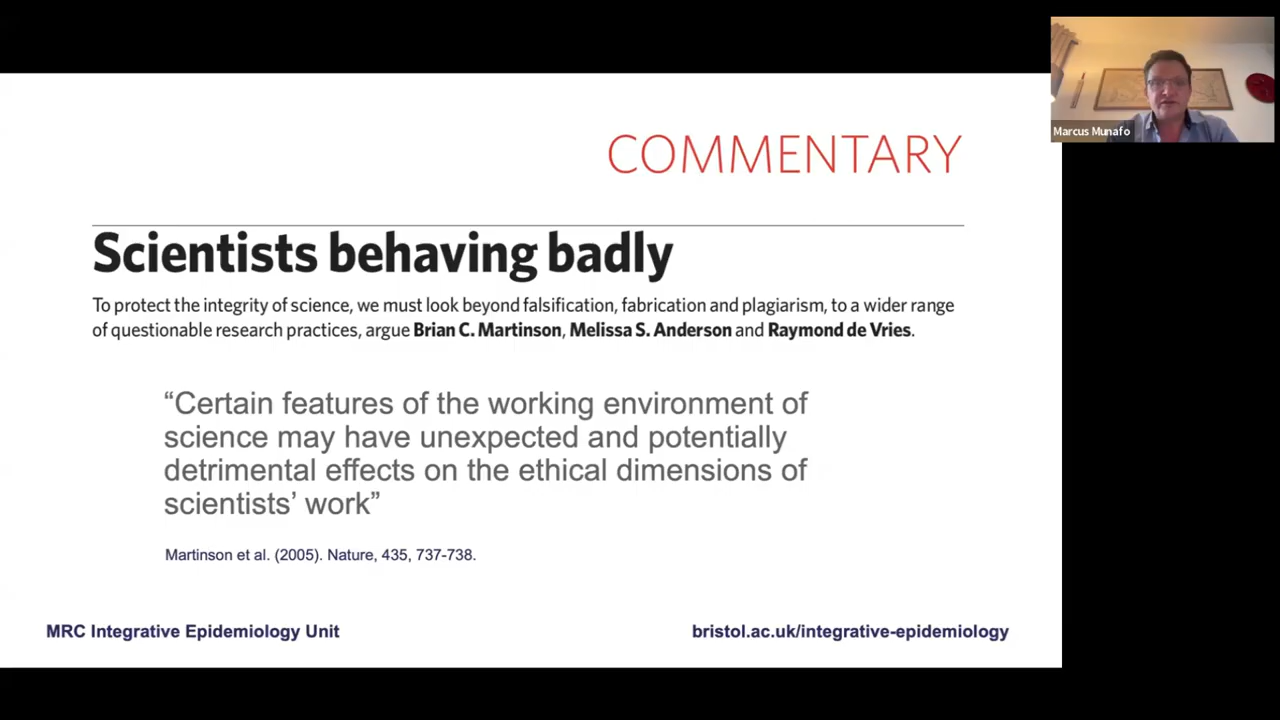 COMMENTARY
Scientists behaving badly
To protect the integrity of science, we must look beyond falsification, fabrication and plagiarism, to a wider range
of questionable research practices, argue Brian C. Martinson, Melissa S. Anderson and Raymond de Vries.
“Certain features of the working environment of
science may have unexpected and potentially
detrimental effects on the ethical dimensions of
scientists’ work”
Martinson et al. (2005). Nature, 435, 737-738.
MRC Integrative Epidemiology Unit
bristol.ac.uk/integrative-epidemiology
Marcus Munafo